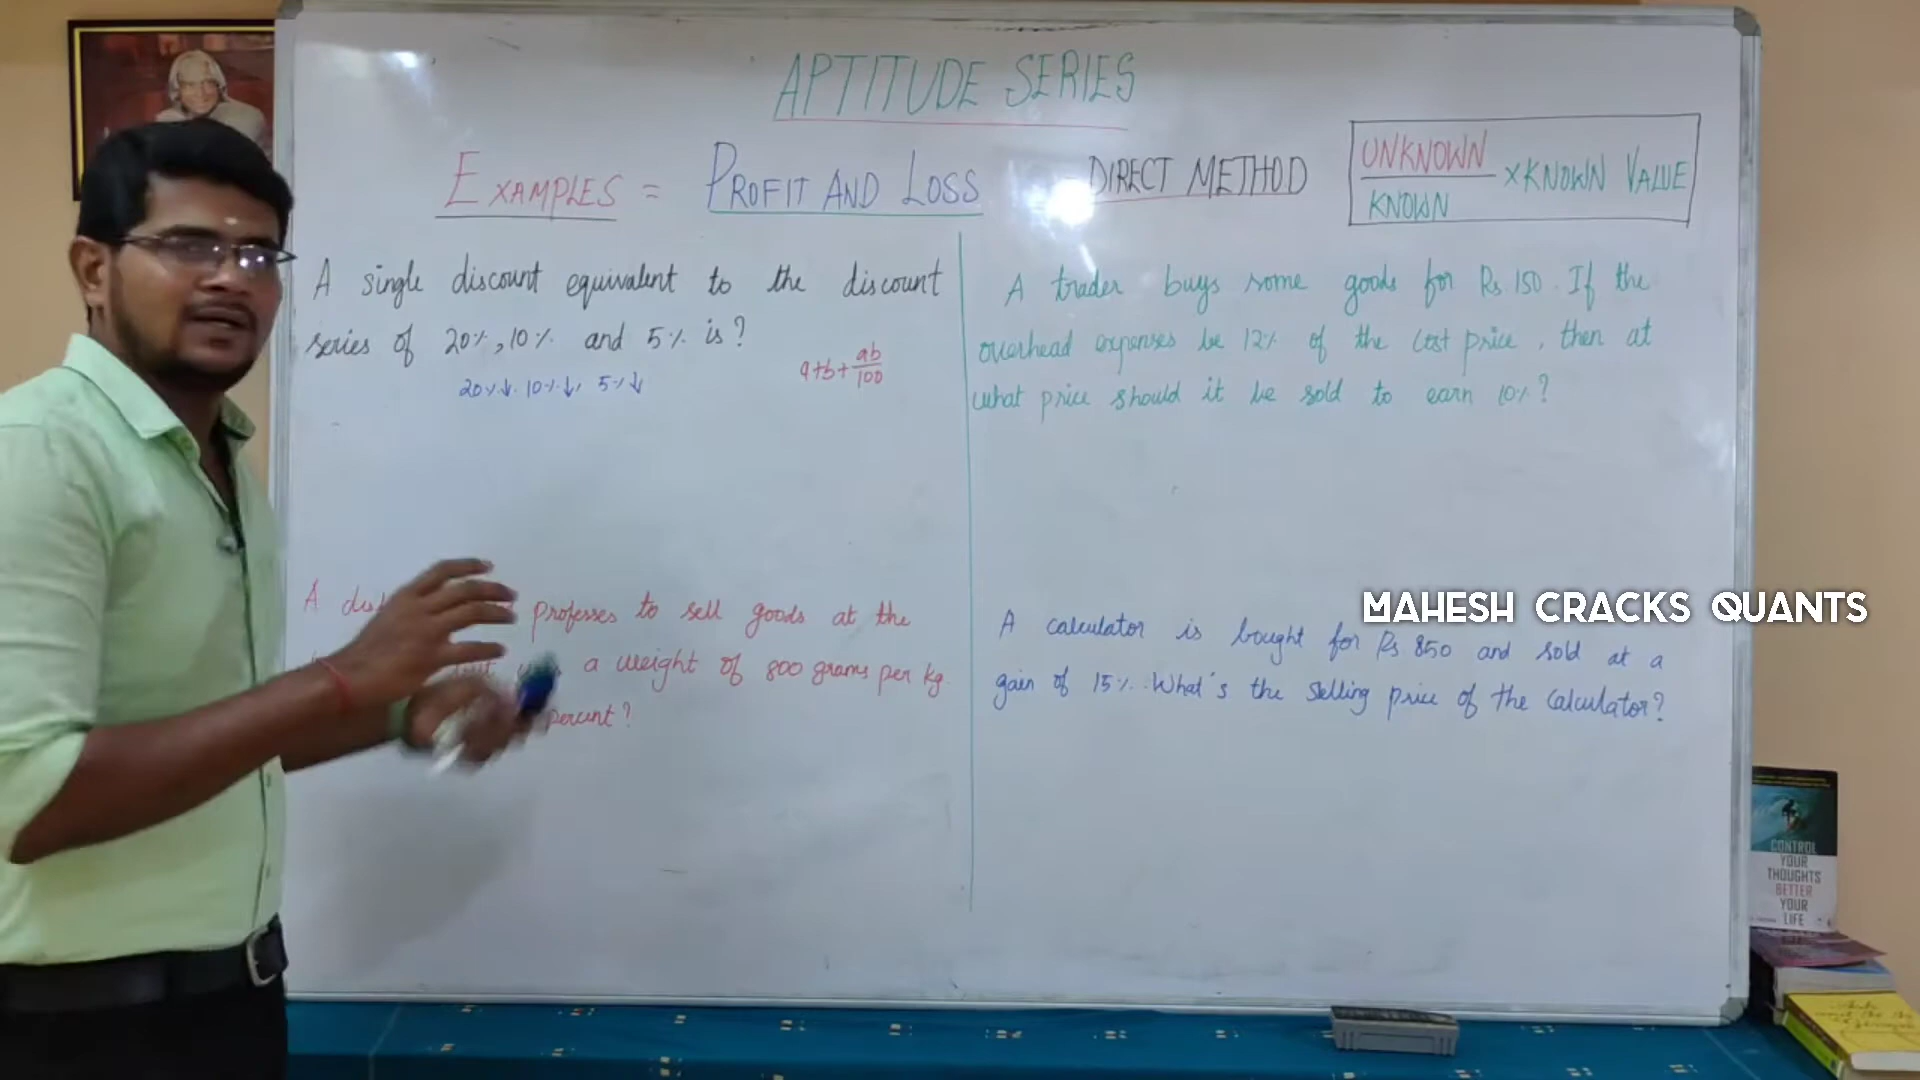 APTITUDE SERIES
EXAMPLES = PROFIT AND LOSS
DIRECT METHOD
UNKNOWN
KNOWN
× KNOWN VALUE
A single discount equivalent to the discount
series of 20%, 10% and 5% is?
20%↓, 10%↓, 5%↓
a+b+ab/100
A professes to sell goods at the
a weight of 800 grams per kg.
percent?
A trader buys some goods for Rs 150. If the
overhead expenses be 12% of the cost price, then at
what price should it be sold to earn 10%?
MAHESH CRACKS QUANTS
A calculator is bought for Rs 850 and sold at a
gain of 15%. What's the selling price of the calculator?
CONTROL
YOUR
THOUGHTS
BETTER
YOUR
LIFE